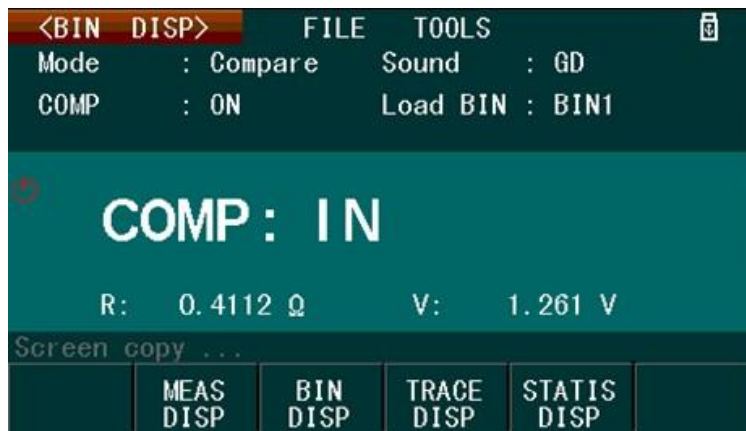 <BIN DISP> FILE TOOLS
Mode : Compare Sound : GD
COMP : ON Load BIN : BIN1
COMP: IN
R: 0.4112 Ω V: 1.261 V
Screen copy ...
MEAS DISP BIN DISP TRACE DISP STATIS DISP